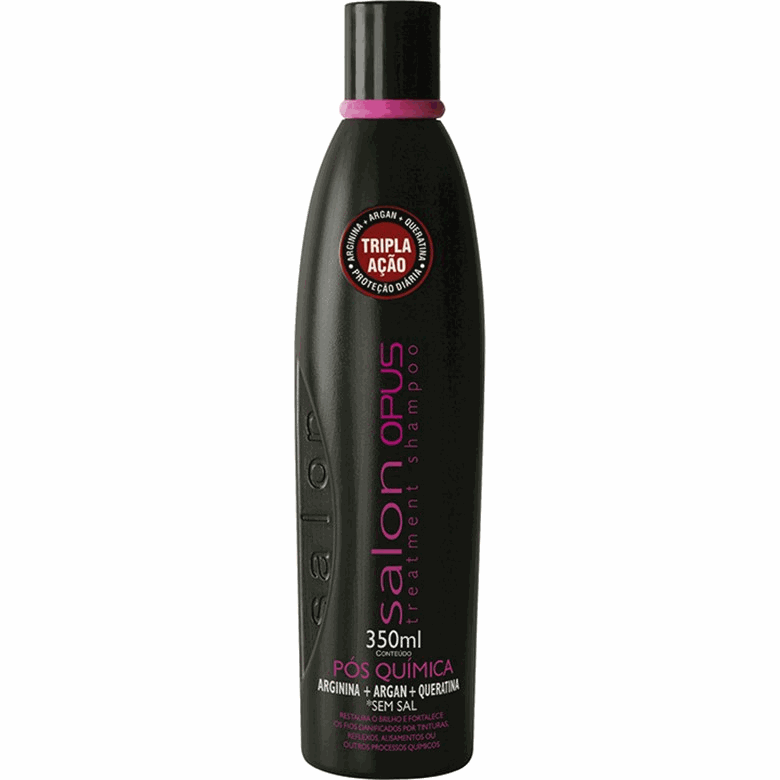 ARGININA + ARGAN + QUERATINA
TRIPLA
AÇÃO
• PROTEÇÃO DIÁRIA •
salon
salon OPUS
treatment shampoo
350ml
CONTEÚDO
PÓS QUÍMICA
ARGININA + ARGAN + QUERATINA
*SEM SAL
RESTAURA O BRILHO E FORTALECE
OS FIOS DANIFICADOS POR TINTURAS,
REFLEXOS, ALISAMENTOS OU
OUTROS PROCESSOS QUÍMICOS.